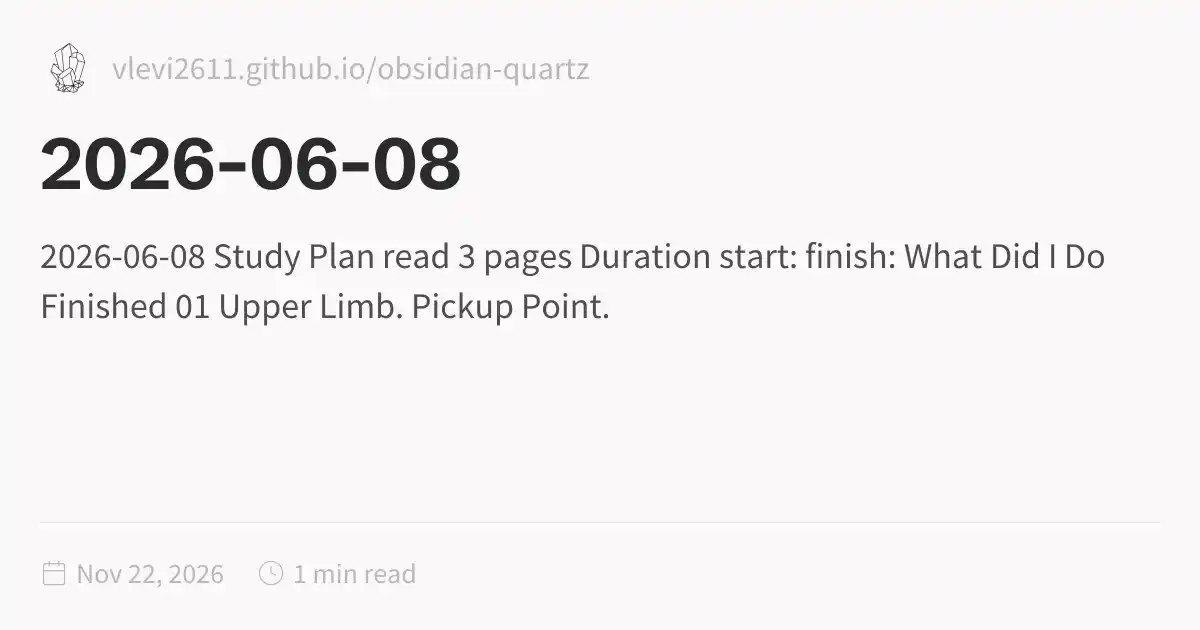 vlevi2611.github.io/obsidian-quartz
2026-06-08
2026-06-08 Study Plan read 3 pages Duration start: finish: What Did I Do
Finished 01 Upper Limb. Pickup Point.
Nov 22, 2026 1 min read